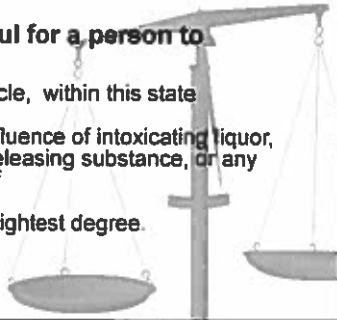 ul for a person to
cle, within this state
fluence of intoxicating liquor,
eleasing substance, or any
ightest degree.